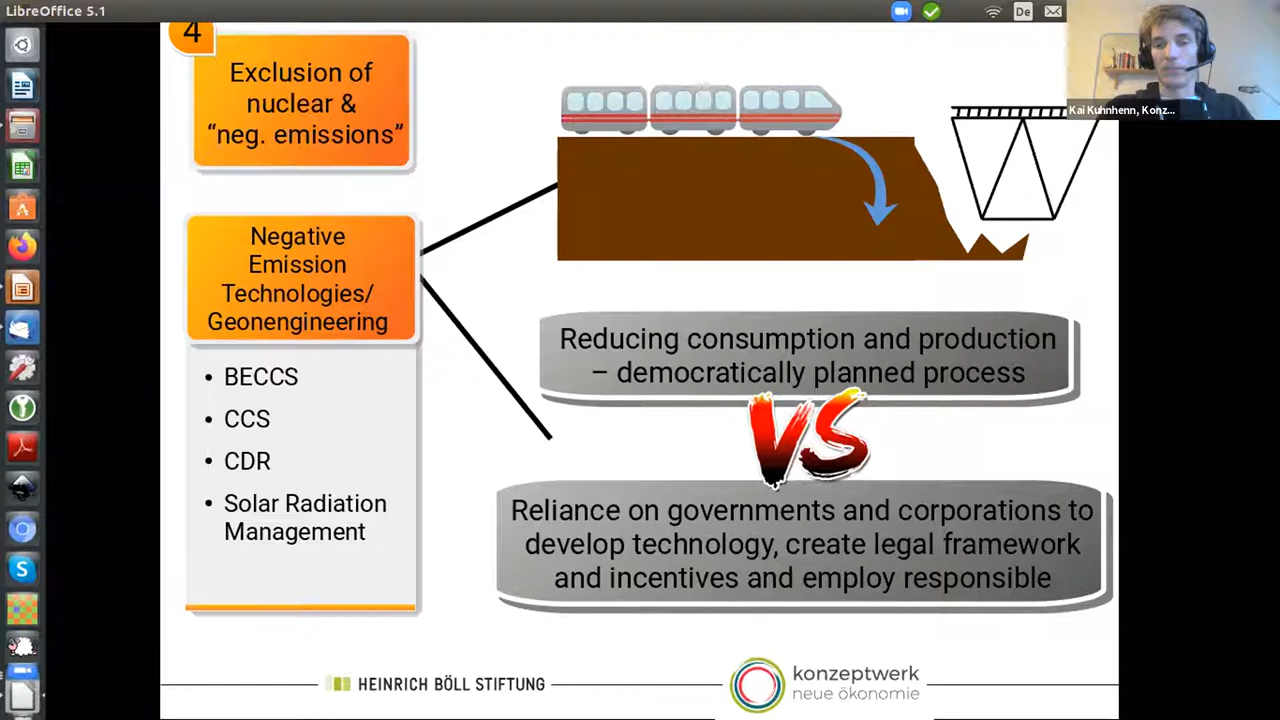 LibreOffice 5.1
De
Kai Kuhnhenn, Konz...
4
Exclusion of
nuclear &
“neg. emissions”
Negative
Emission
Technologies/
Geonengineering
• BECCS
• CCS
• CDR
• Solar Radiation
Management
Reducing consumption and production
– democratically planned process
VS
Reliance on governments and corporations to
develop technology, create legal framework
and incentives and employ responsible
HEINRICH BÖLL STIFTUNG
konzeptwerk
neue ökonomie